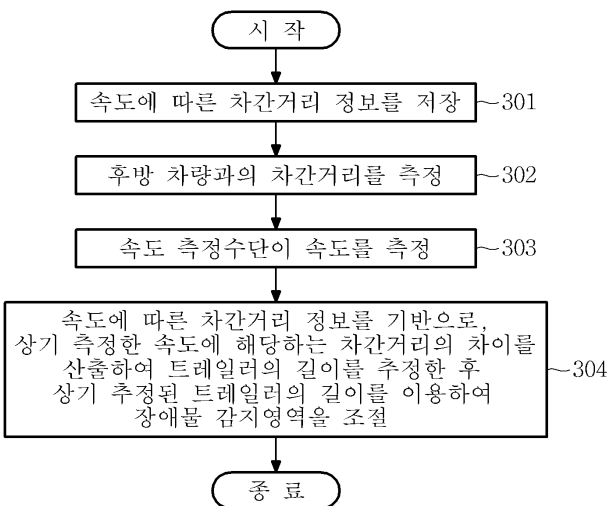 시 작
속도에 따른 차간거리 정보를 저장
301
후방 차량과의 차간거리를 측정
302
속도 측정수단이 속도를 측정
303
속도에 따른 차간거리 정보를 기반으로,
상기 측정한 속도에 해당하는 차간거리의 차이를
산출하여 트레일러의 길이를 추정한 후
상기 추정된 트레일러의 길이를 이용하여
장애물 감지영역을 조절
304
종 료